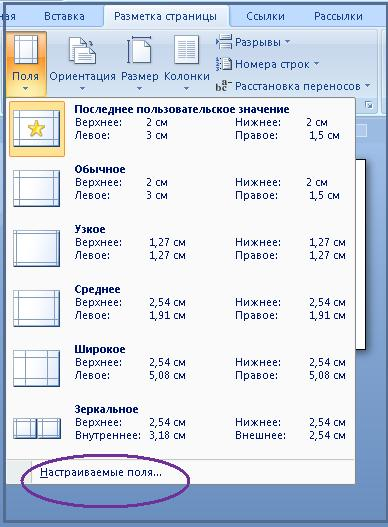 ная Вставка Разметка страницы Ссылки Рассылки
Поля Ориентация Размер Колонки
Разрывы
Номера строк
Расстановка переносов
Последнее пользовательское значение
Верхнее: 2 см Нижнее: 2 см
Левое: 3 см Правое: 1,5 см
Обычное
Верхнее: 2 см Нижнее: 2 см
Левое: 3 см Правое: 1,5 см
Узкое
Верхнее: 1,27 см Нижнее: 1,27 см
Левое: 1,27 см Правое: 1,27 см
Среднее
Верхнее: 2,54 см Нижнее: 2,54 см
Левое: 1,91 см Правое: 1,91 см
Широкое
Верхнее: 2,54 см Нижнее: 2,54 см
Левое: 5,08 см Правое: 5,08 см
Зеркальное
Верхнее: 2,54 см Нижнее: 2,54 см
Внутреннее: 3,18 см Внешнее: 2,54 см
Настраиваемые поля...